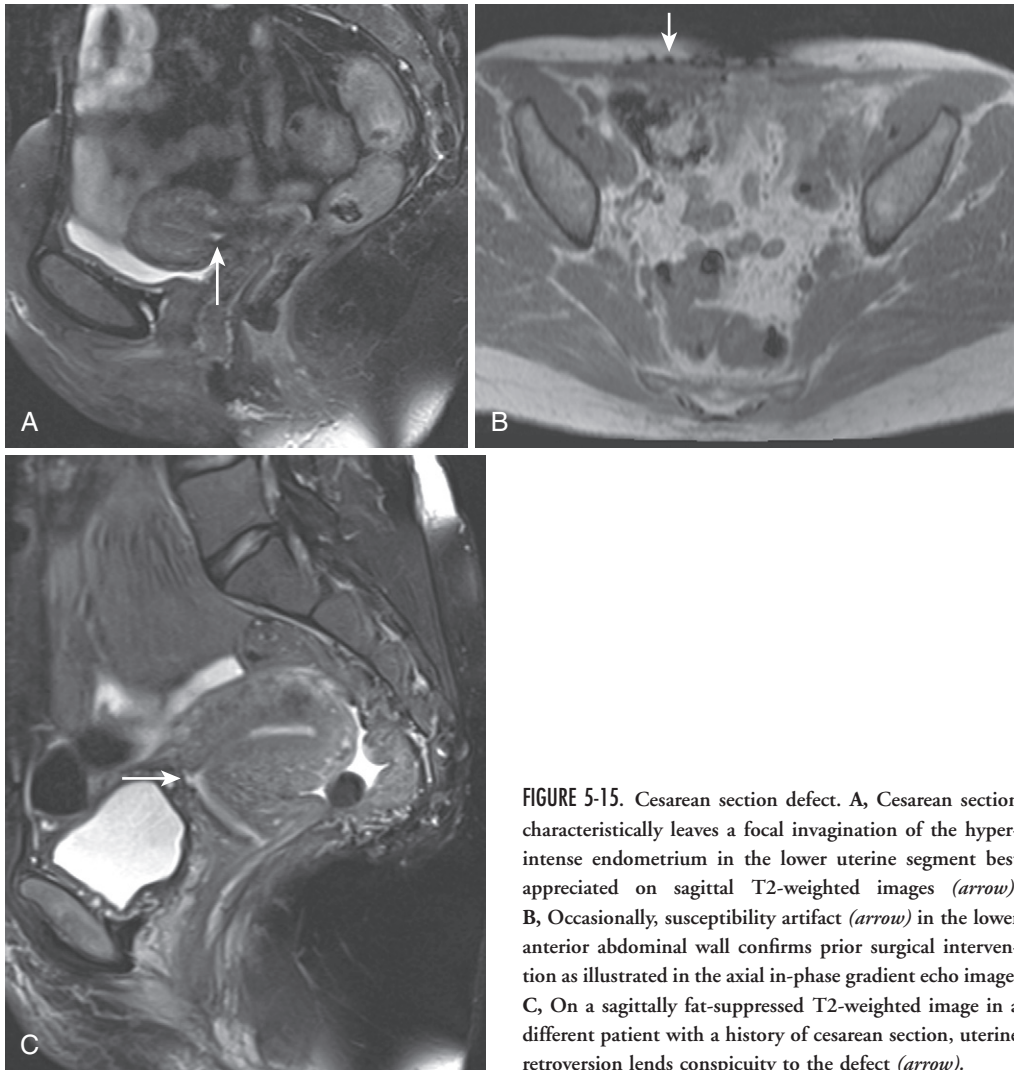 A
B
C
FIGURE 5-15. Cesarean section defect. A, Cesarean section
characteristically leaves a focal invagination of the hyper
intense endometrium in the lower uterine segment bes
appreciated on sagittal T2-weighted images (arrow)
B, Occasionally, susceptibility artifact (arrow) in the lower
anterior abdominal wall confirms prior surgical interven
tion as illustrated in the axial in-phase gradient echo image
C, On a sagittally fat-suppressed T2-weighted image in a
different patient with a history of cesarean section, uterine
retroversion lends conspicuity to the defect (arrow).